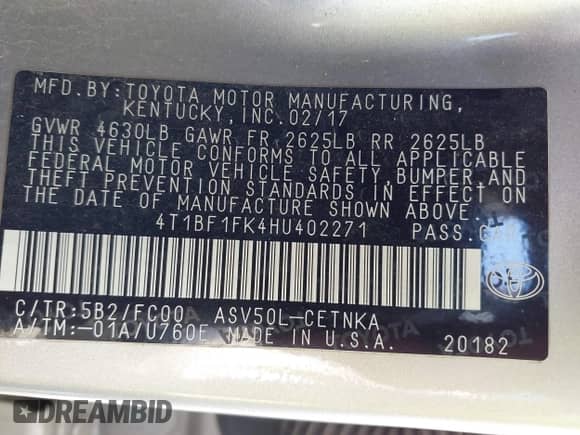 MFD.BY:TOYOTA MOTOR MANUFACTURING,
KENTUCKY,INC.02/17
GVWR 4630LB GAWR FR 2625LB RR 2625LB
THIS VEHICLE CONFORMS TO ALL APPLICABLE
FEDERAL MOTOR VEHICLE SAFETY,BUMPER AND
THEFT PREVENTION STANDARDS IN EFFECT ON
THE DATE OF MANUFACTURE SHOWN ABOVE.
4T1BF1FK4HU402271 PASS.CAR
C/TR:5B2/FC00 ASV50L-CETNKA
A/TM:-01A/U760E MADE IN U.S.A. 20182
TOYOTA
DREAMBID